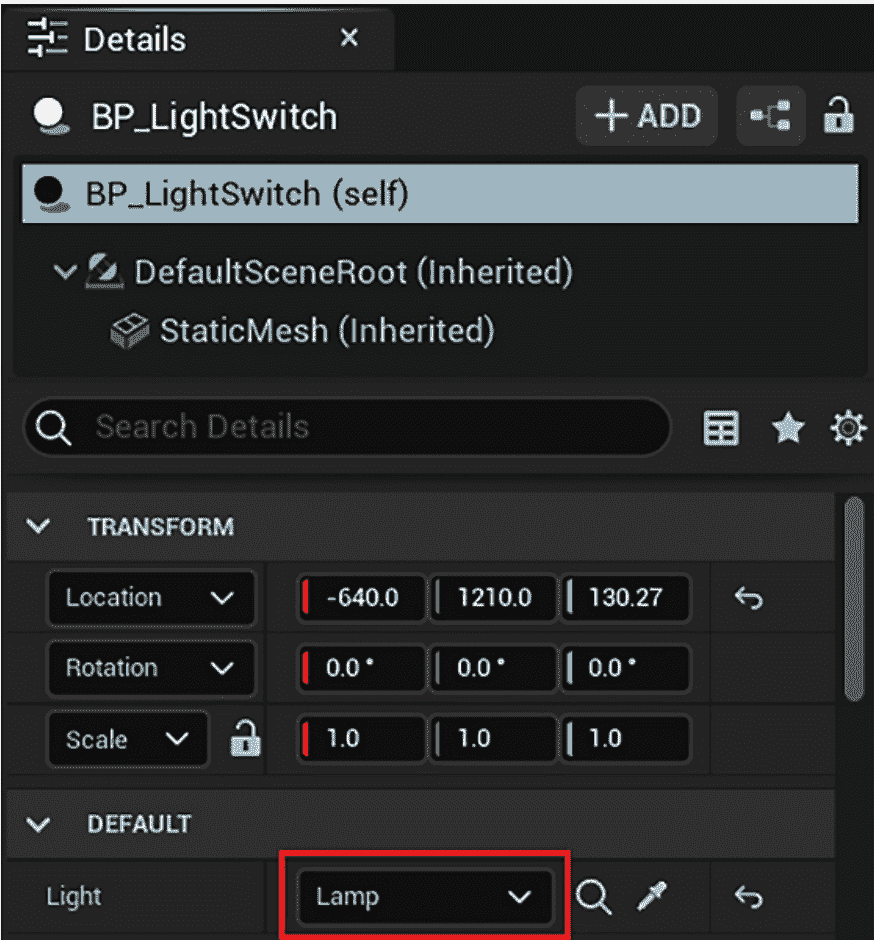 Details
BP_LightSwitch
ADD
BP_LightSwitch (self)
DefaultSceneRoot (Inherited)
StaticMesh (Inherited)
Search Details
TRANSFORM
Location -640.0 1210.0 130.27
Rotation 0.0° 0.0° 0.0°
Scale 1.0 1.0 1.0
DEFAULT
Light Lamp